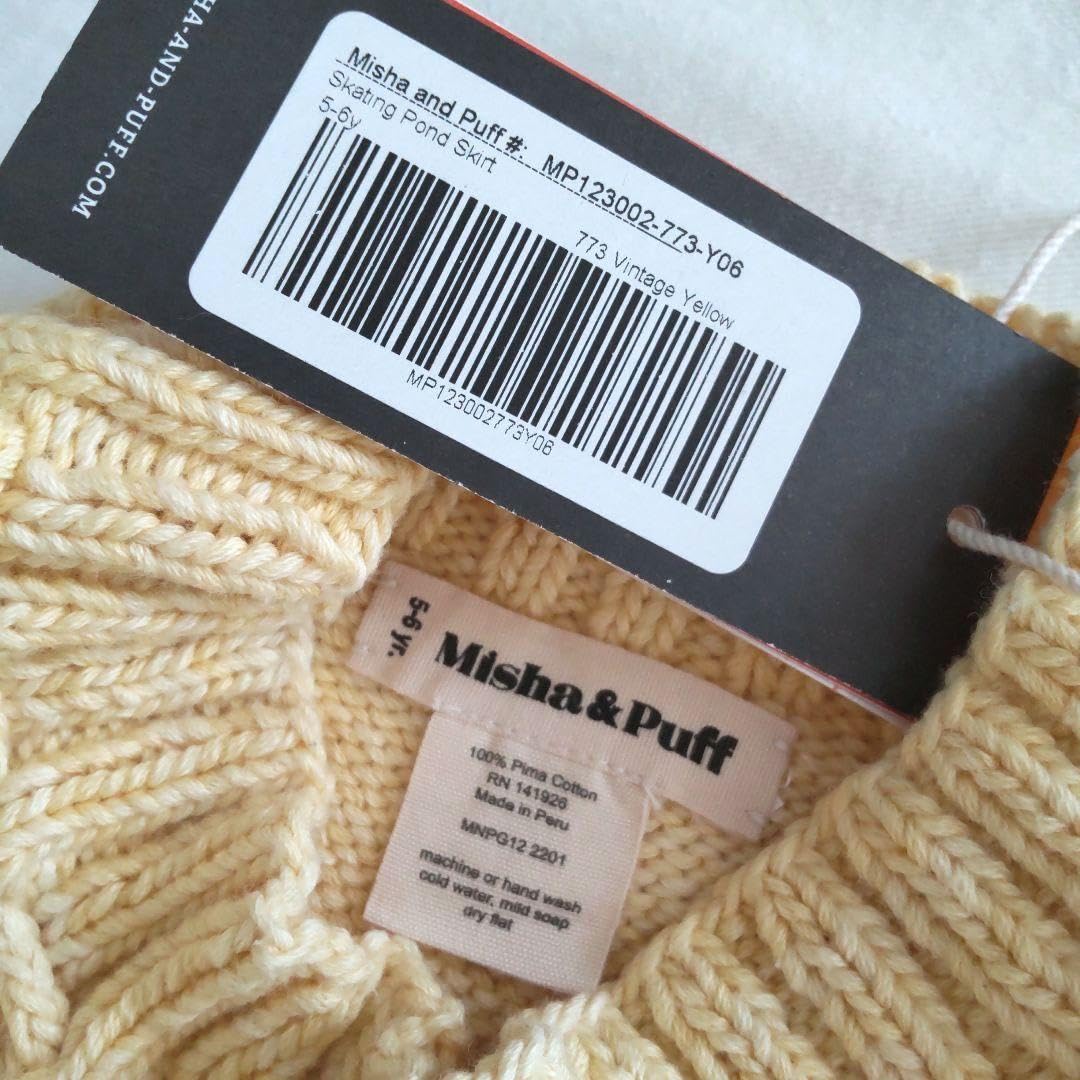 HA-AND-PUFF.COM
Misha and Puff #: MP123002-773-Y06
Skating Pond Skirt
5-6y
773 Vintage Yellow
MP123002773Y06
5-6 yr.
Misha & Puff
100% Pima Cotton
RN 141926
Made in Peru
MNPG12 2201
machine or hand wash
cold water, mild soap
dry flat